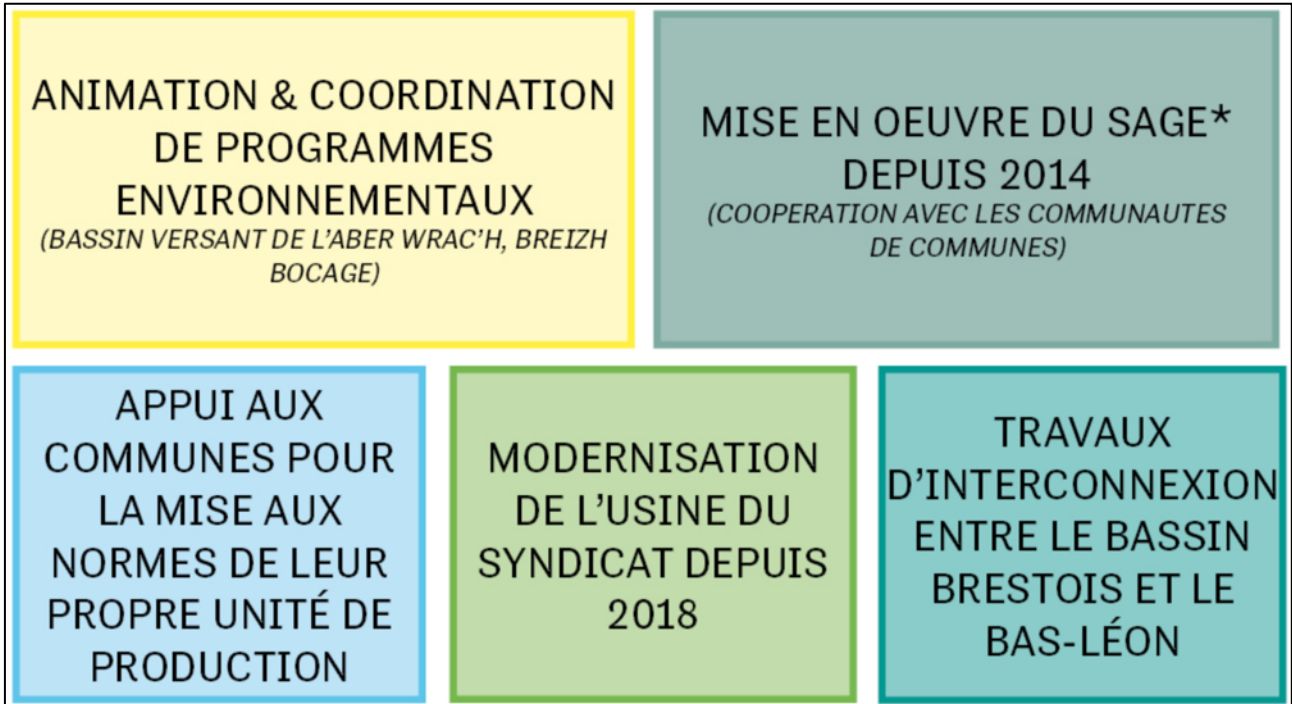 ANIMATION & COORDINATION
DE PROGRAMMES
ENVIRONNEMENTAUX
(BASSIN VERSANT DE L'ABER WRAC'H, BREIZH
BOCAGE)
MISE EN OEUVRE DU SAGE*
DEPUIS 2014
(COOPERATION AVEC LES COMMUNAUTES
DE COMMUNES)
APPUI AUX
COMMUNES POUR
LA MISE AUX
NORMES DE LEUR
PROPRE UNITÉ DE
PRODUCTION
MODERNISATION
DE L'USINE DU
SYNDICAT DEPUIS
2018
TRAVAUX
D'INTERCONNEXION
ENTRE LE BASSIN
BRESTOIS ET LE
BAS-LÉON